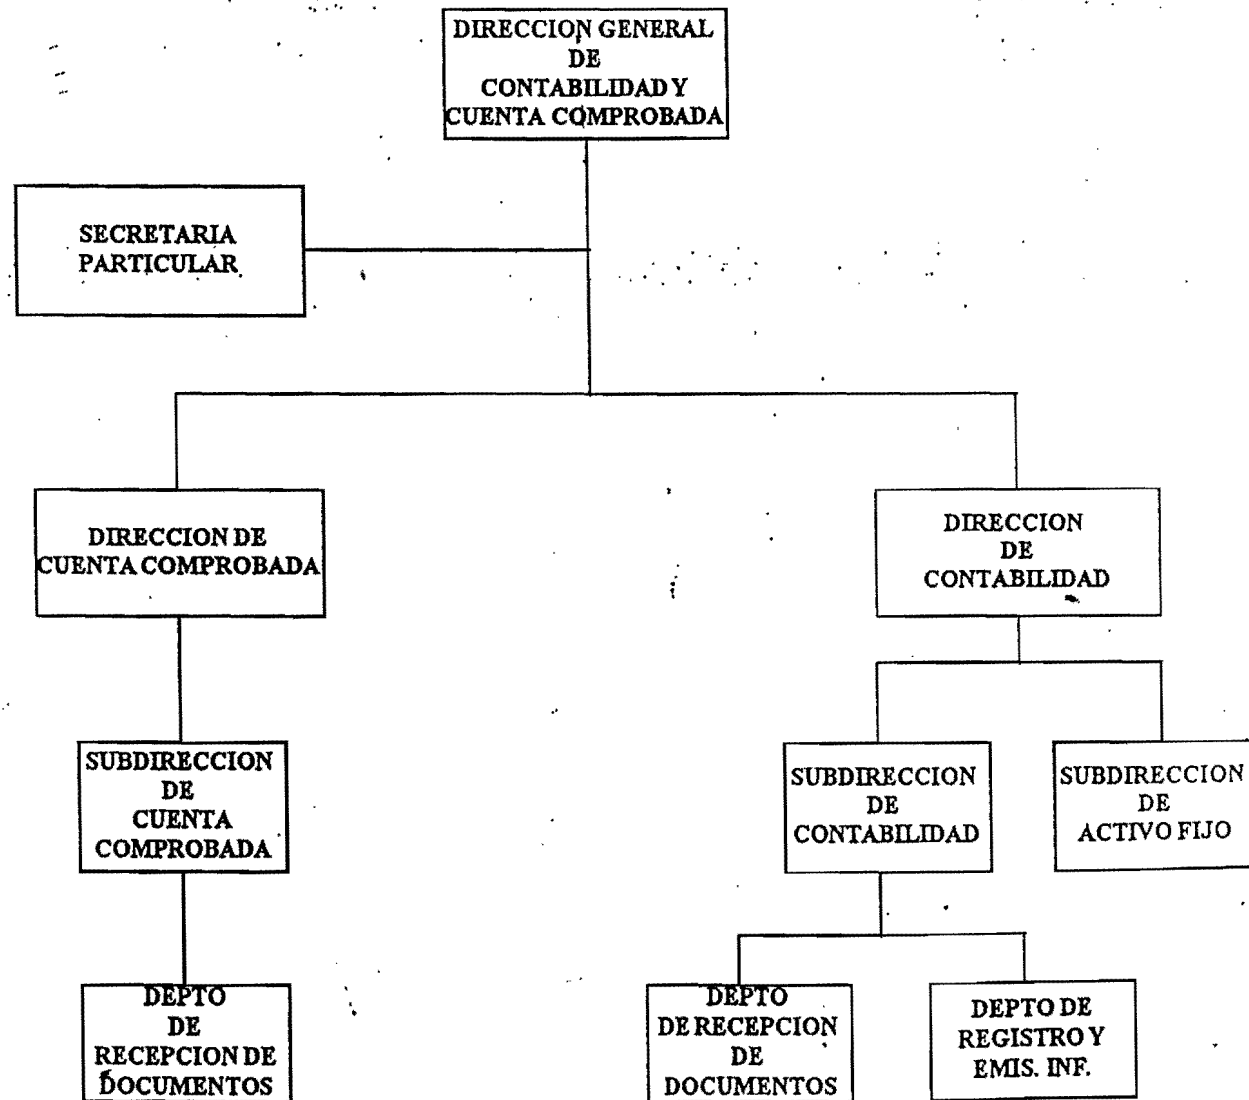 DIRECCION GENERAL
DE
CONTABILIDAD Y
CUENTA COMPROBADA
SECRETARIA
PARTICULAR
DIRECCION DE
CUENTA COMPROBADA
DIRECCION
DE
CONTABILIDAD
SUBDIRECCION
DE
CUENTA
COMPROBADA
SUBDIRECCION
DE
CONTABILIDAD
SUBDIRECCION
DE
ACTIVO FIJO
DEPTO
DE
RECEPCION DE
DOCUMENTOS
DEPTO
DE RECEPCION
DE
DOCUMENTOS
DEPTO DE
REGISTRO Y
EMIS. INF.